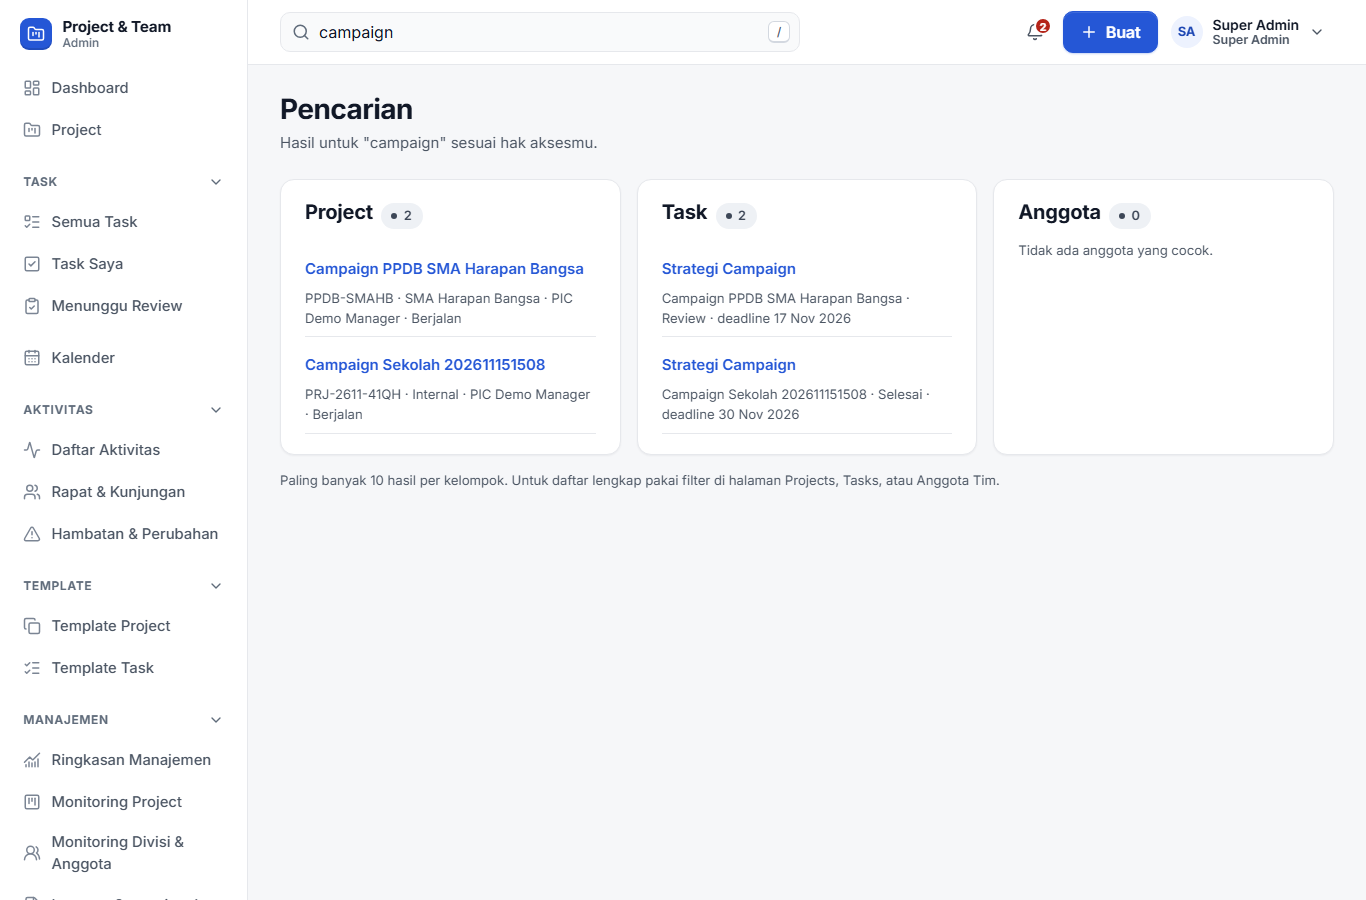 Project & Team
Admin
Dashboard
Project
TASK
Semua Task
Task Saya
Menunggu Review
Kalender
AKTIVITAS
Daftar Aktivitas
Rapat & Kunjungan
Hambatan & Perubahan
TEMPLATE
Template Project
Template Task
MANAJEMEN
Ringkasan Manajemen
Monitoring Project
Monitoring Divisi &
Anggota
campaign
/
2
+ Buat
SA
Super Admin
Super Admin
Pencarian
Hasil untuk "campaign" sesuai hak aksesmu.
Project • 2
Campaign PPDB SMA Harapan Bangsa
PPDB-SMAHB · SMA Harapan Bangsa · PIC
Demo Manager · Berjalan
Campaign Sekolah 202611151508
PRJ-2611-41QH · Internal · PIC Demo Manager
· Berjalan
Task • 2
Strategi Campaign
Campaign PPDB SMA Harapan Bangsa ·
Review · deadline 17 Nov 2026
Strategi Campaign
Campaign Sekolah 202611151508 · Selesai ·
deadline 30 Nov 2026
Anggota • 0
Tidak ada anggota yang cocok.
Paling banyak 10 hasil per kelompok. Untuk daftar lengkap pakai filter di halaman Projects, Tasks, atau Anggota Tim.